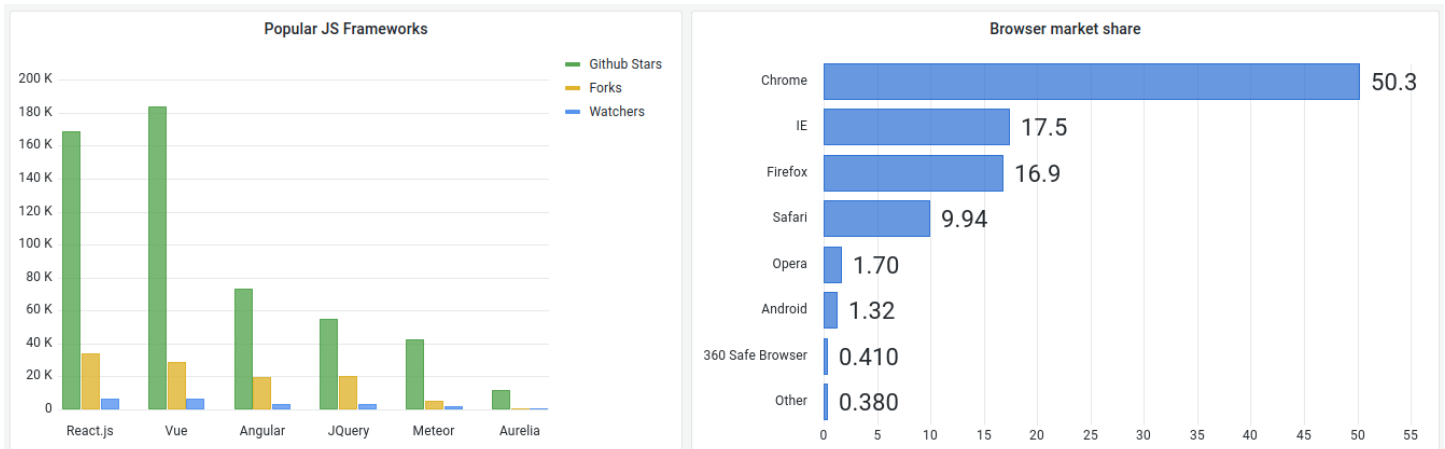 Popular JS Frameworks
Github Stars
Forks
Watchers
200 K
180 K
160 K
140 K
120 K
100 K
80 K
60 K
40 K
20 K
0
React.js Vue Angular JQuery Meteor Aurelia
Browser market share
Chrome 50.3
IE 17.5
Firefox 16.9
Safari 9.94
Opera 1.70
Android 1.32
360 Safe Browser 0.410
Other 0.380
0 5 10 15 20 25 30 35 40 45 50 55